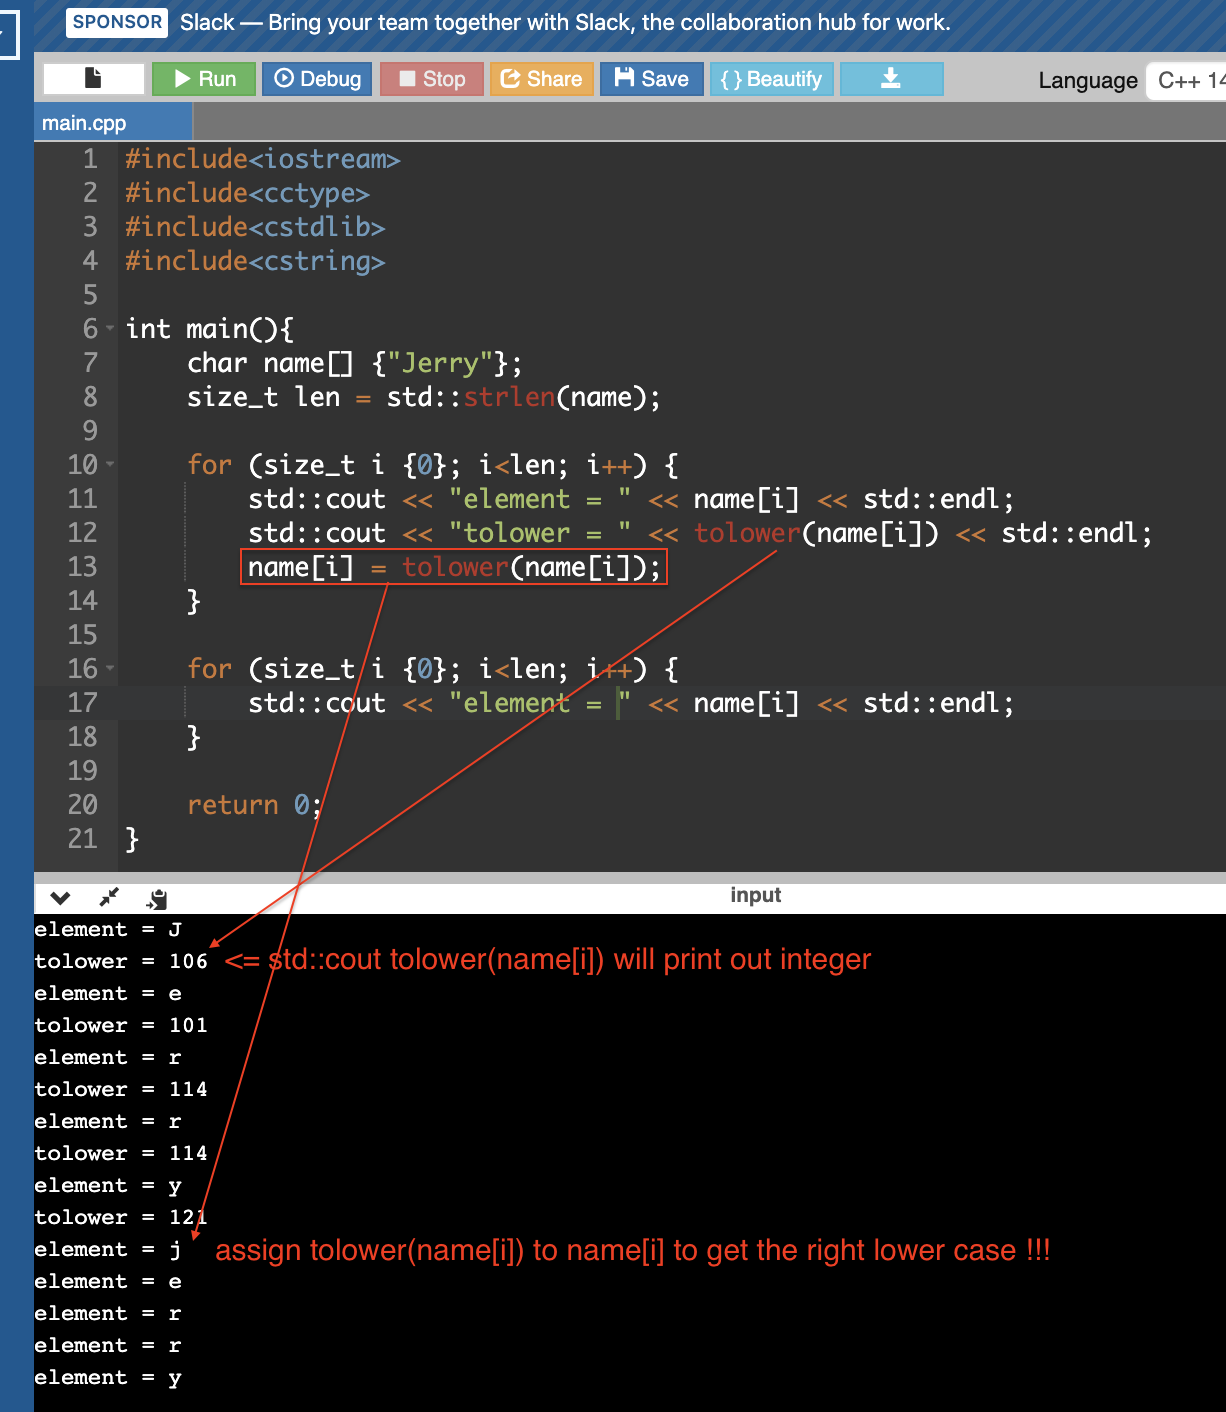 SPONSOR Slack — Bring your team together with Slack, the collaboration hub for work.
Run Debug Stop Share Save { } Beautify Language C++ 14
main.cpp
1 #include<iostream>
2 #include<cctype>
3 #include<cstdlib>
4 #include<cstring>
5
6 int main(){
7 char name[] {"Jerry"};
8 size_t len = std::strlen(name);
9
10 for (size_t i {0}; i<len; i++) {
11 std::cout << "element = " << name[i] << std::endl;
12 std::cout << "tolower = " << tolower(name[i]) << std::endl;
13 name[i] = tolower(name[i]);
14 }
15
16 for (size_t i {0}; i<len; i++) {
17 std::cout << "element = " << name[i] << std::endl;
18 }
19
20 return 0;
21 }
input
element = J
tolower = 106 <= std::cout tolower(name[i]) will print out integer
element = e
tolower = 101
element = r
tolower = 114
element = r
tolower = 114
element = y
tolower = 121
element = j assign tolower(name[i]) to name[i] to get the right lower case !!!
element = e
element = r
element = r
element = y